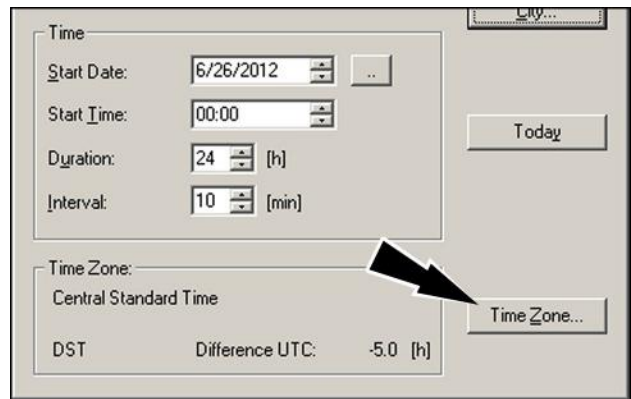 City...
Time
Start Date: 6/26/2012 ..
Start Time: 00:00
Today
Duration: 24 [h]
Interval: 10 [min]
Time Zone:
Central Standard Time
Time Zone...
DST Difference UTC: -5.0 [h]